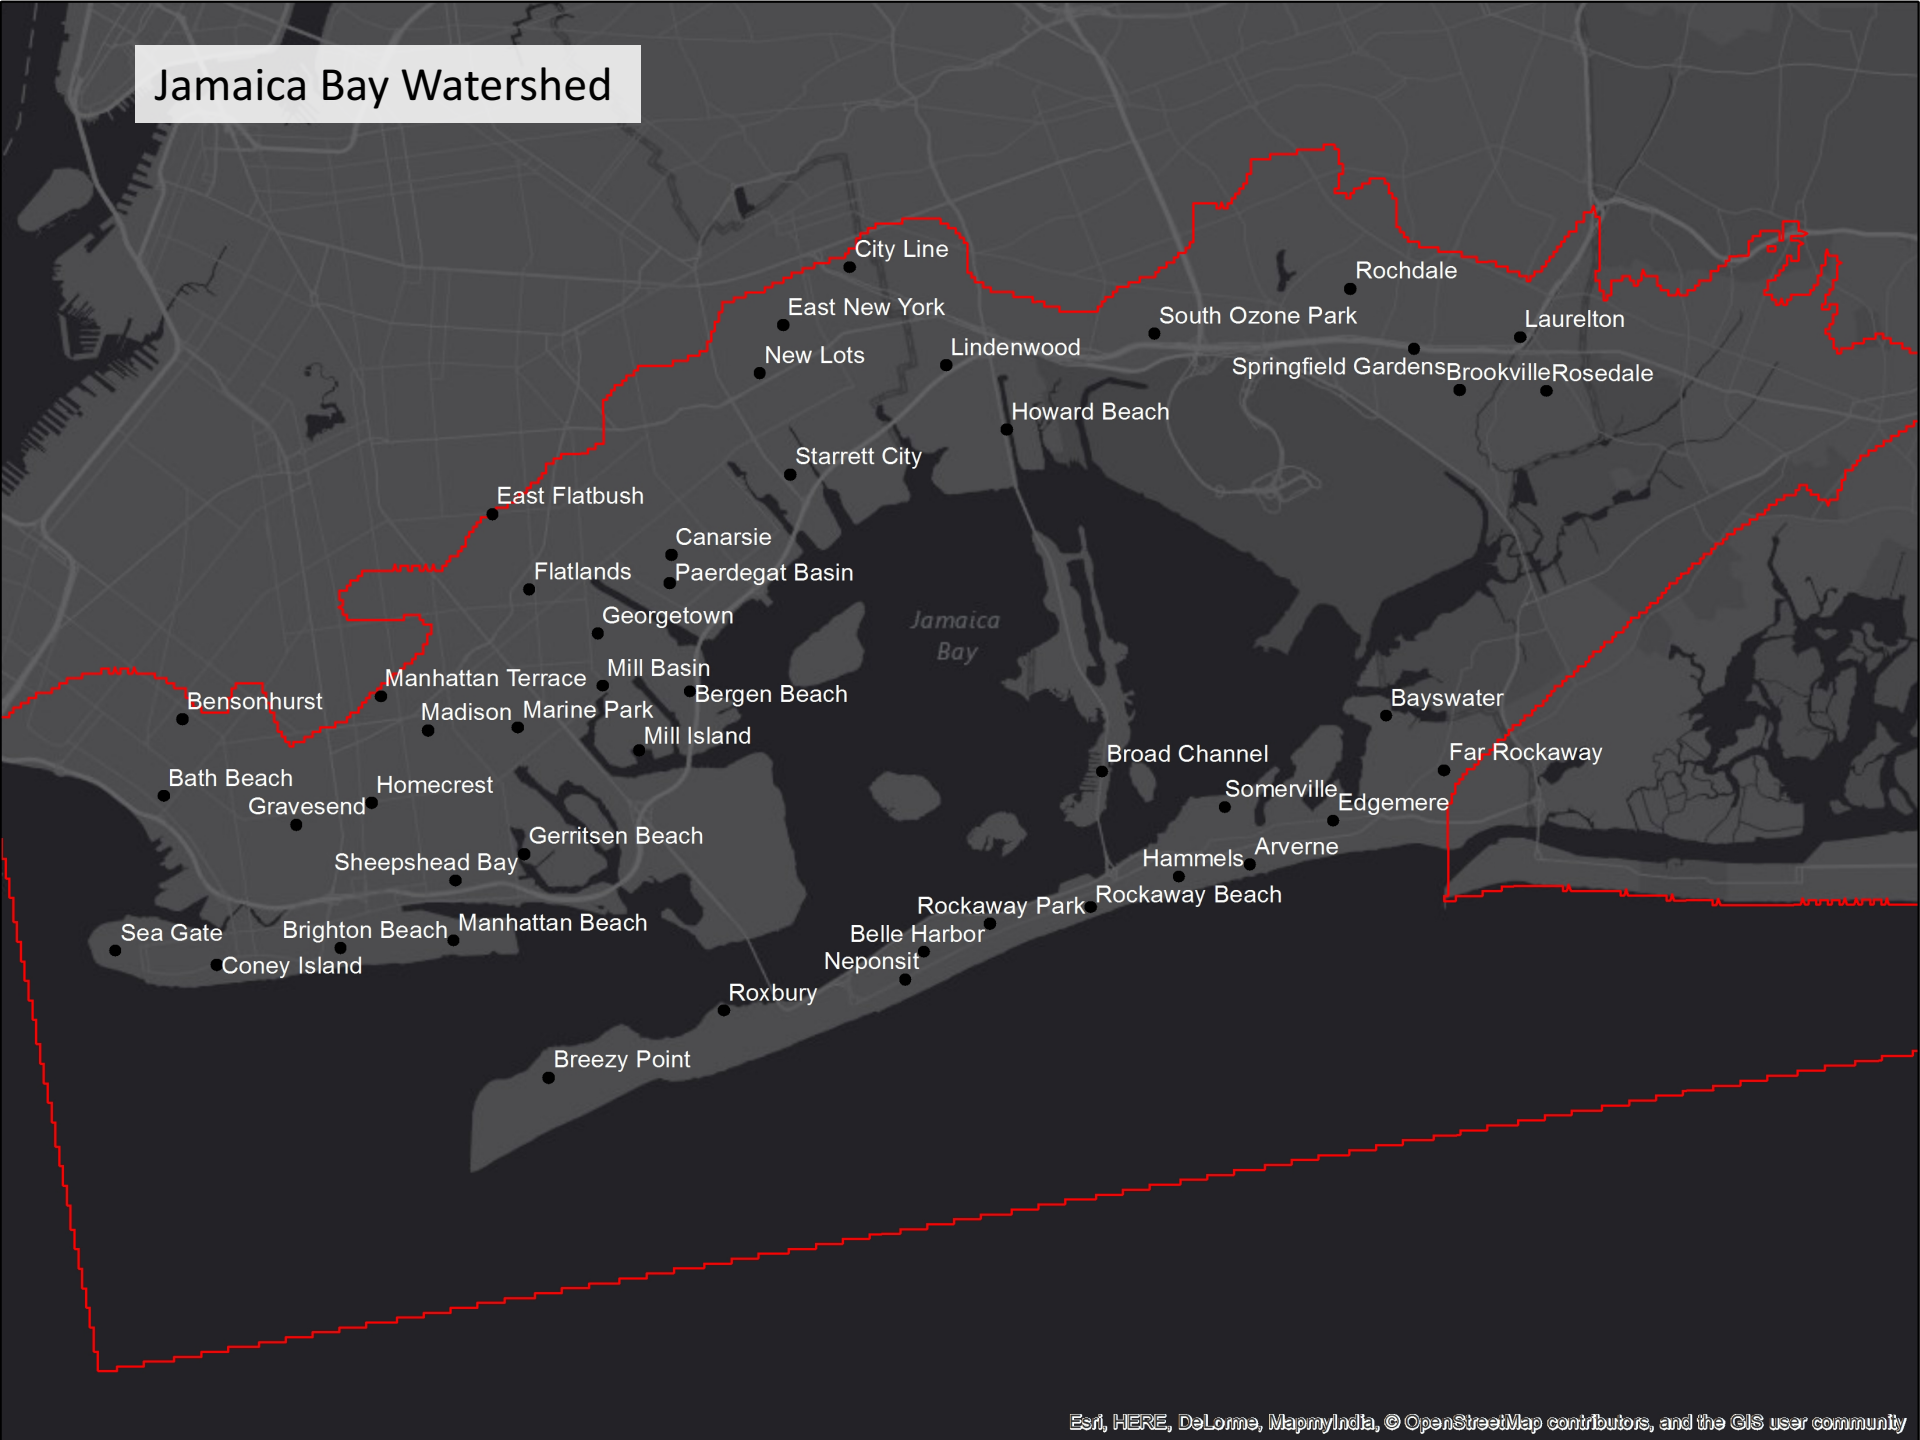 Jamaica Bay Watershed
City Line
Rochdale
East New York
South Ozone Park
Laurelton
Lindenwood
New Lots
Springfield Gardens
Brookville
Rosedale
Howard Beach
Starrett City
East Flatbush
Canarsie
Flatlands
Paerdegat Basin
Georgetown
Jamaica
Bay
Mill Basin
Manhattan Terrace
Bergen Beach
Bayswater
Bensonhurst
Madison
Marine Park
Mill Island
Broad Channel
Far Rockaway
Bath Beach
Homecrest
Somerville
Edgemere
Gravesend
Gerritsen Beach
Arverne
Sheepshead Bay
Hammels
Rockaway Beach
Rockaway Park
Manhattan Beach
Brighton Beach
Sea Gate
Belle Harbor
Neponsit
Coney Island
Roxbury
Breezy Point
Esri, HERE, DeLorme, MapmyIndia, © OpenStreetMap contributors, and the GIS user community